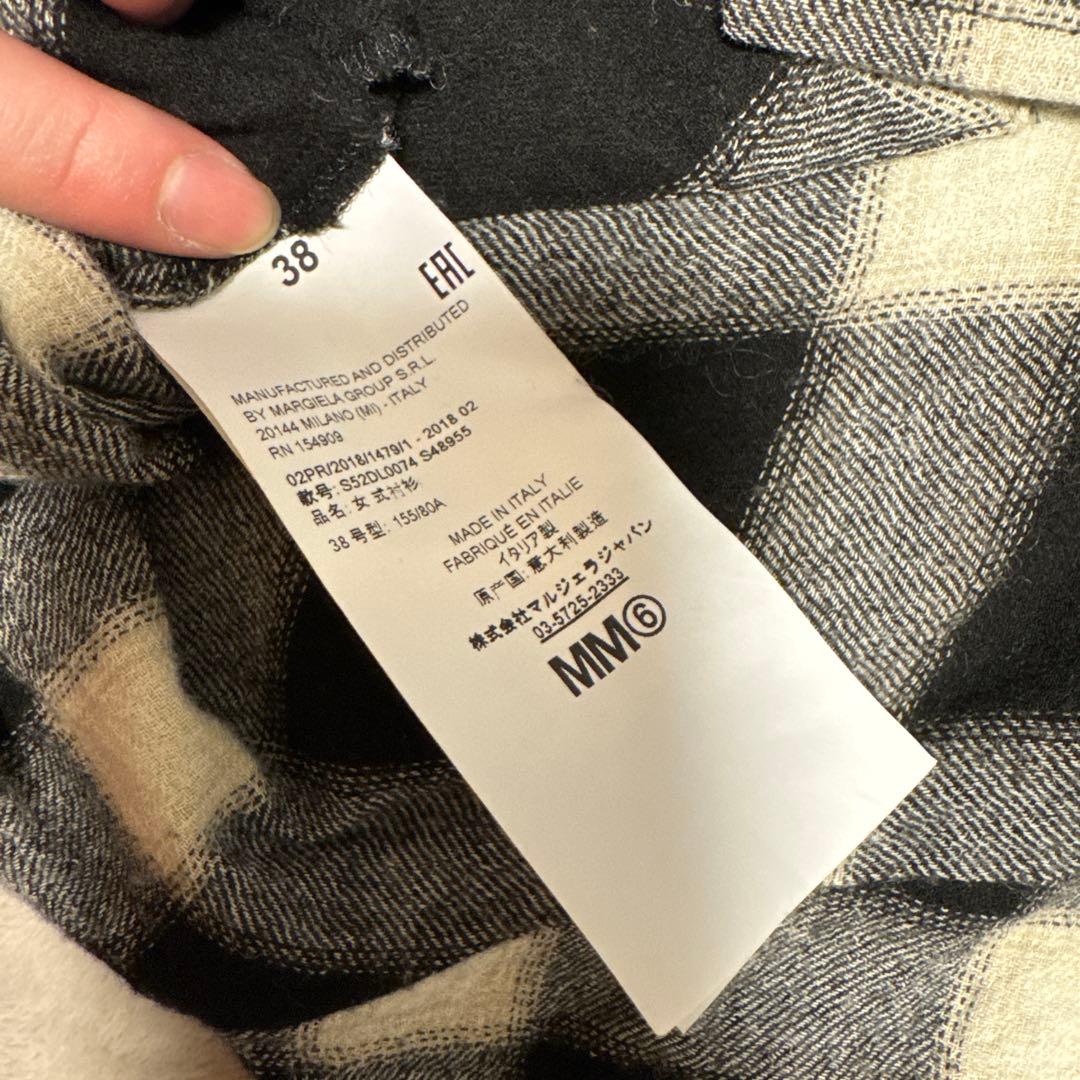 38
EAC
MANUFACTURED AND DISTRIBUTED
BY MARGIELA GROUP S.R.L.
20144 MILANO (MI) - ITALY
RN 154909
02PR/2018/1479/1 - 2018 02
款号: S52DL0074 S48955
品名: 女式衬衫
38 号型: 155/80A
MADE IN ITALY
FABRIQUÉ EN ITALIE
イタリア製
原产国: 意大利製造
株式会社マルジェラジャパン
03-5725-2333
MM⑥